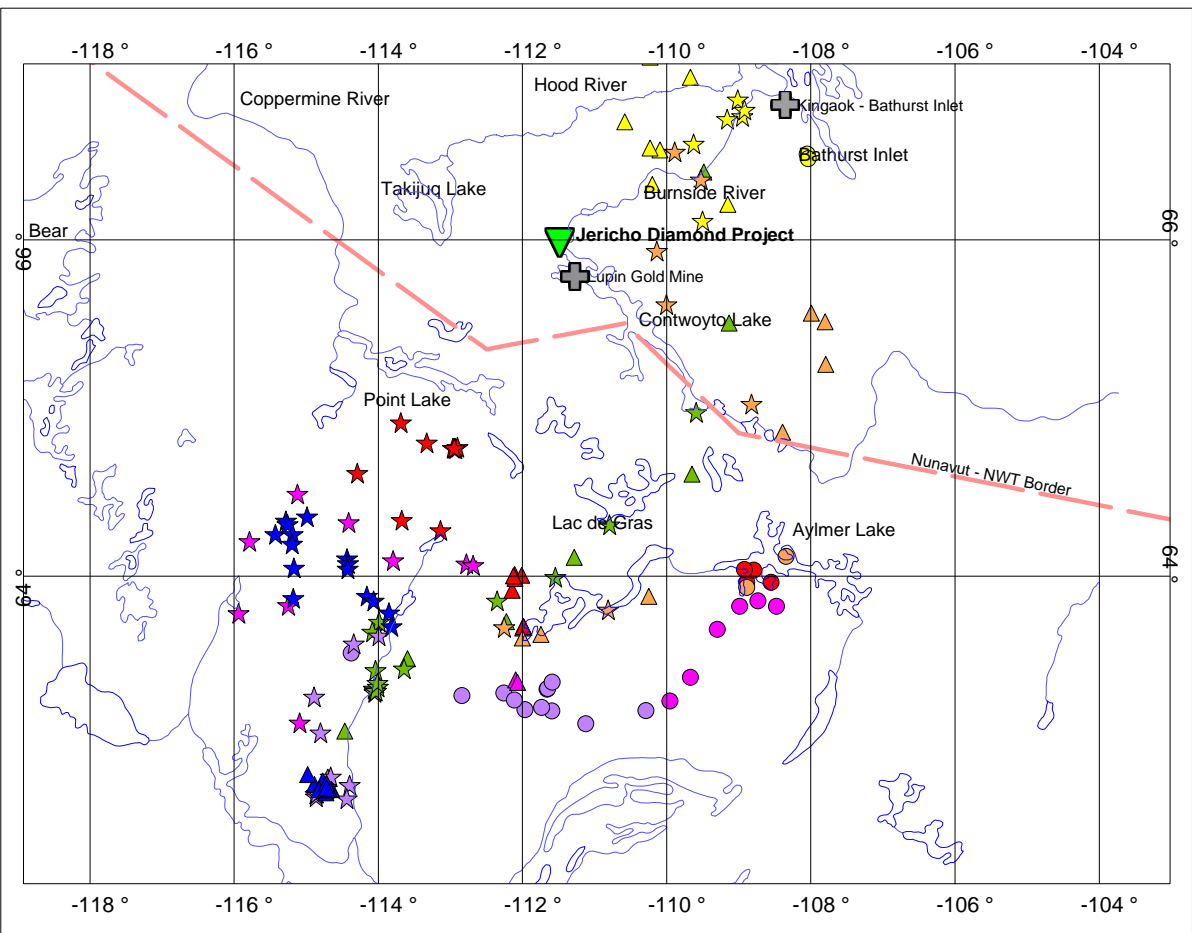 -118 ° -116 ° -114 ° -112 ° -110 ° -108 ° -106 ° -104 °
Hood River
Coppermine River
Kingaok - Bathurst Inlet
Bathurst Inlet
Takijuq Lake
Burnside River
Bear
Jericho Diamond Project
66 °
66 °
Lupin Gold Mine
Contwoyto Lake
Point Lake
Nunavut - NWT Border
Lac de Gras
Aylmer Lake
64 °
64 °
-118 ° -116 ° -114 ° -112 ° -110 ° -108 ° -106 ° -104 °